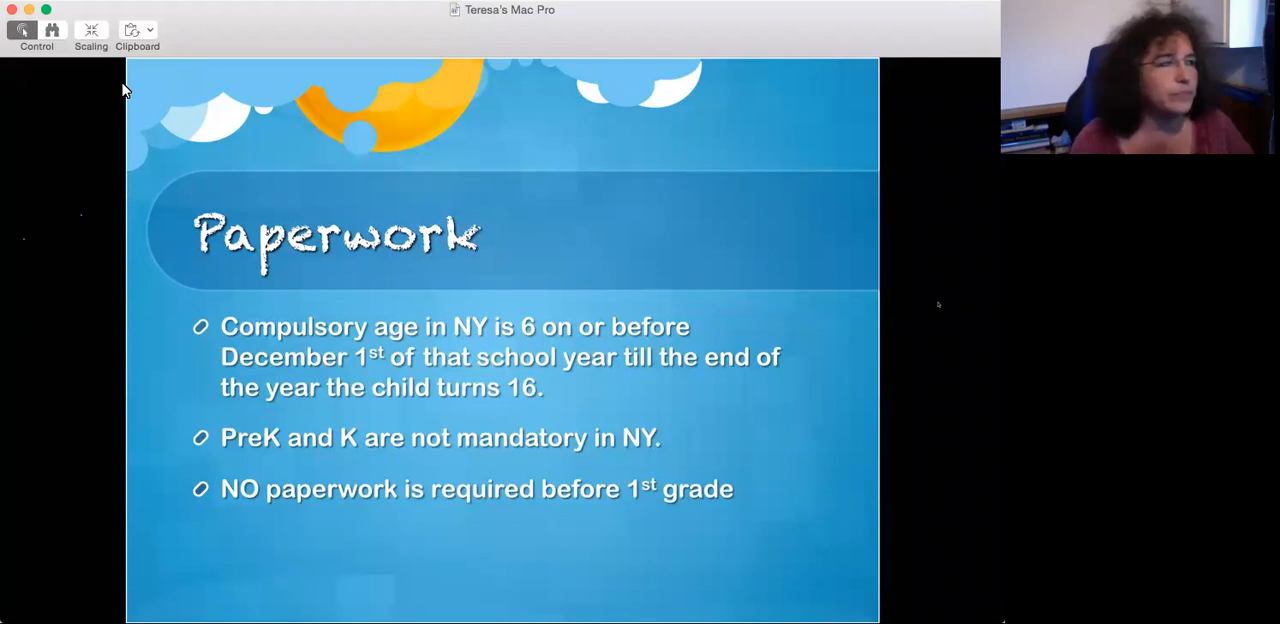 Teresa's Mac Pro
Control
Scaling
Clipboard
Paperwork
Compulsory age in NY is 6 on or before
December 1st of that school year till the end of
the year the child turns 16.
PreK and K are not mandatory in NY.
NO paperwork is required before 1st grade